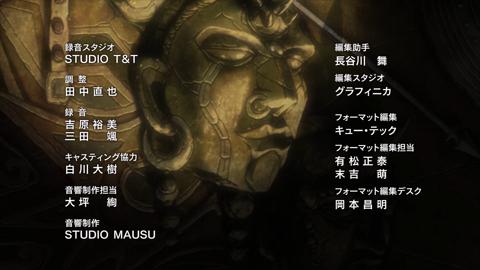 録音スタジオ
STUDIO T&T
調 整
田中直也
録 音
吉原裕美
三田 颯
キャスティング協力
白川大樹
音響制作担当
大坪 絢
音響制作
STUDIO MAUSU
編集助手
長谷川 舞
編集スタジオ
グラフィニカ
フォーマット編集
キュー・テック
フォーマット編集担当
有松正泰
末吉 萌
フォーマット編集デスク
岡本昌明